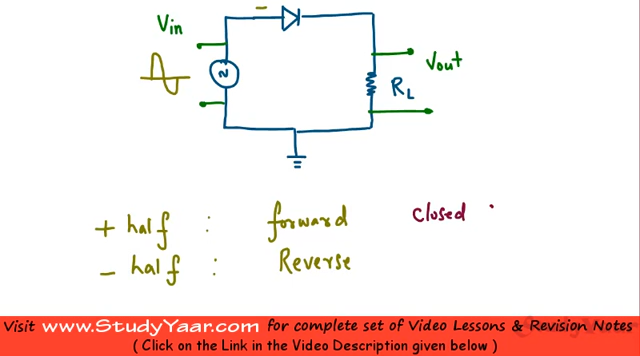 Vin
Vout
RL
+ half : forward closed
- half : Reverse
Visit www.StudyYaar.com for complete set of Video Lessons & Revision Notes
( Click on the Link in the Video Description given below )